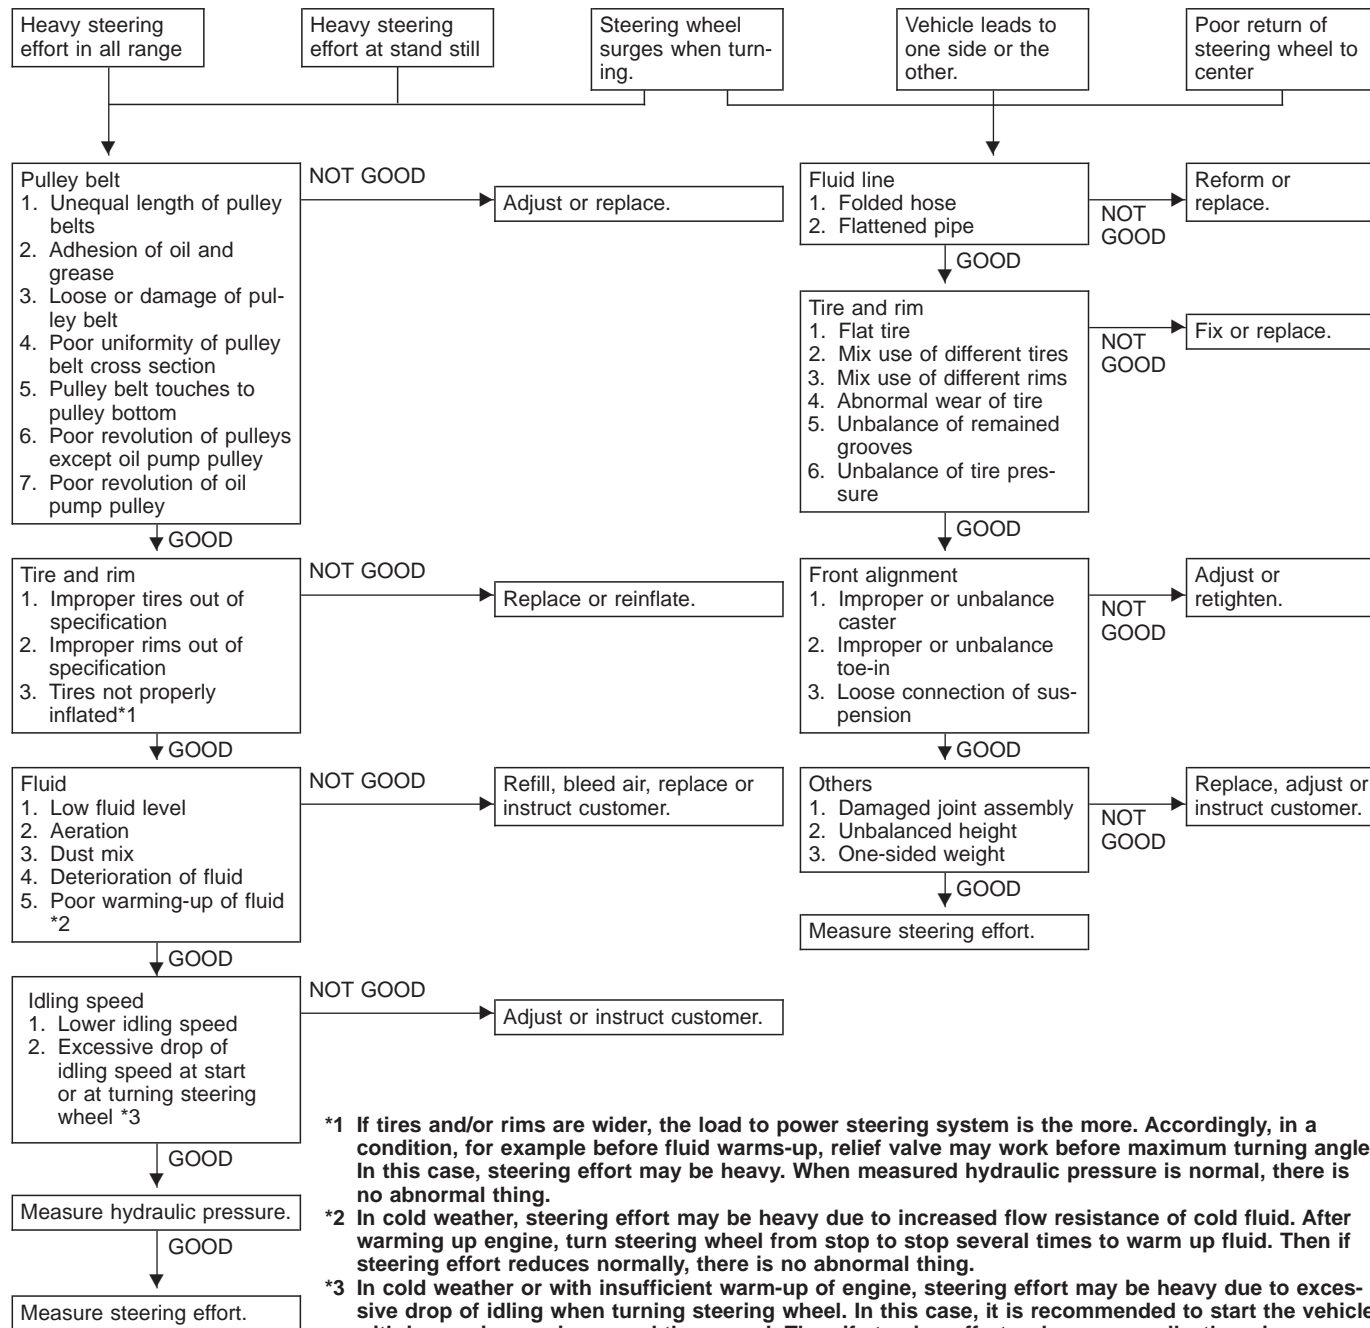 Heavy steering
effort in all range
Heavy steering
effort at stand still
Steering wheel
surges when turn-
ing.
Vehicle leads to
one side or the
other.
Poor return of
steering wheel to
center
Pulley belt
1. Unequal length of pulley
belts
2. Adhesion of oil and
grease
3. Loose or damage of pul-
ley belt
4. Poor uniformity of pulley
belt cross section
5. Pulley belt touches to
pulley bottom
6. Poor revolution of pulleys
except oil pump pulley
7. Poor revolution of oil
pump pulley
NOT GOOD
Adjust or replace.
GOOD
Tire and rim
1. Improper tires out of
specification
2. Improper rims out of
specification
3. Tires not properly
inflated*1
NOT GOOD
Replace or reinflate.
GOOD
Fluid
1. Low fluid level
2. Aeration
3. Dust mix
4. Deterioration of fluid
5. Poor warming-up of fluid
*2
NOT GOOD
Refill, bleed air, replace or
instruct customer.
GOOD
Idling speed
1. Lower idling speed
2. Excessive drop of
idling speed at start
or at turning steering
wheel *3
NOT GOOD
Adjust or instruct customer.
GOOD
Measure hydraulic pressure.
GOOD
Measure steering effort.
Fluid line
1. Folded hose
2. Flattened pipe
NOT
GOOD
Reform or
replace.
GOOD
Tire and rim
1. Flat tire
2. Mix use of different tires
3. Mix use of different rims
4. Abnormal wear of tire
5. Unbalance of remained
grooves
6. Unbalance of tire pres-
sure
NOT
GOOD
Fix or replace.
GOOD
Front alignment
1. Improper or unbalance
caster
2. Improper or unbalance
toe-in
3. Loose connection of sus-
pension
NOT
GOOD
Adjust or
retighten.
GOOD
Others
1. Damaged joint assembly
2. Unbalanced height
3. One-sided weight
NOT
GOOD
Replace, adjust or
instruct customer.
GOOD
Measure steering effort.
*1 If tires and/or rims are wider, the load to power steering system is the more. Accordingly, in a
condition, for example before fluid warms-up, relief valve may work before maximum turning angle
In this case, steering effort may be heavy. When measured hydraulic pressure is normal, there is
no abnormal thing.
*2 In cold weather, steering effort may be heavy due to increased flow resistance of cold fluid. After
warming up engine, turn steering wheel from stop to stop several times to warm up fluid. Then if
steering effort reduces normally, there is no abnormal thing.
*3 In cold weather or with insufficient warm-up of engine, steering effort may be heavy due to exces-
sive drop of idling when turning steering wheel. In this case, it is recommended to start the vehicle